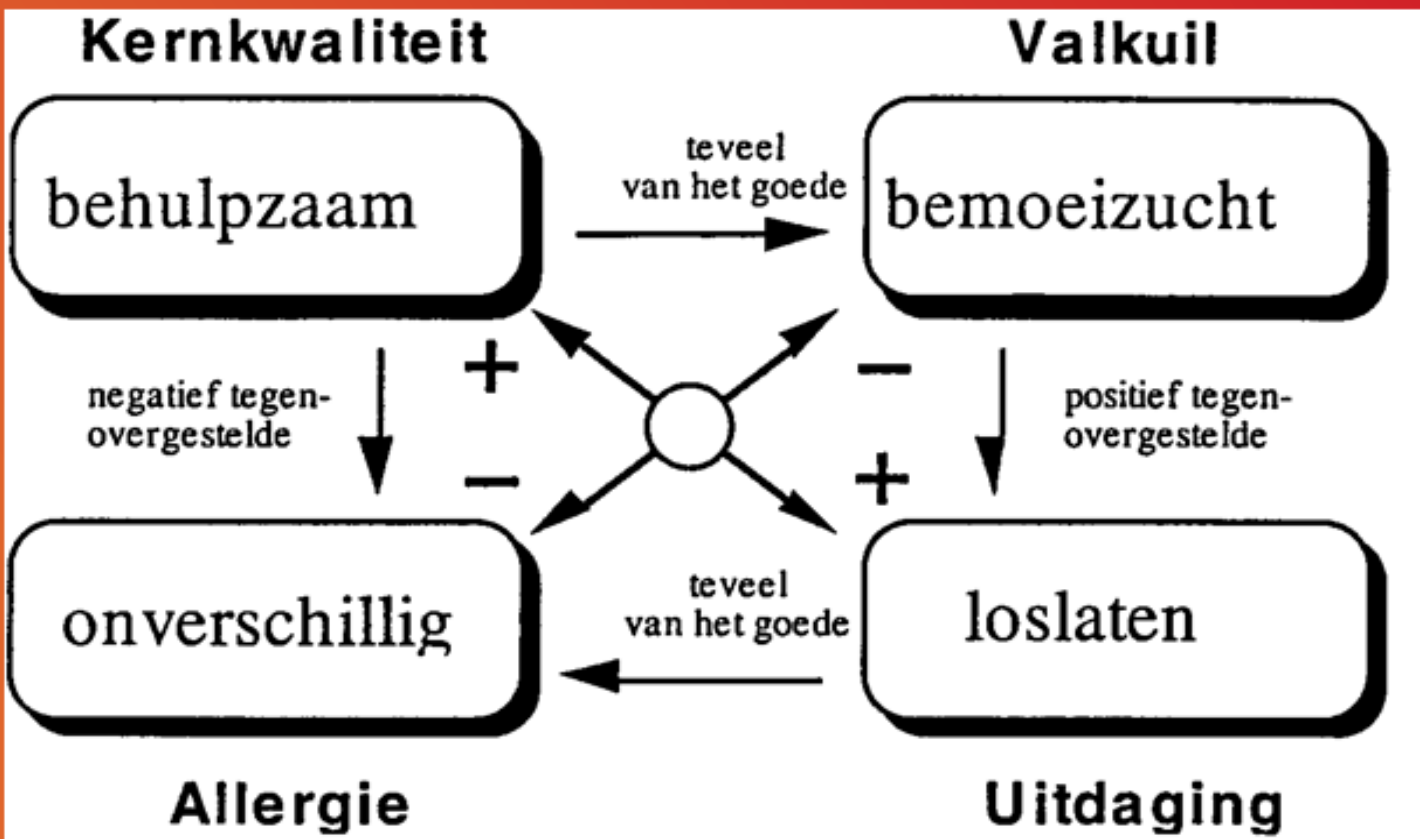 Kernkwaliteit
Valkuil
behulpzaam
teveel
van het goede
bemoeizucht
+
−
negatief tegen-
overgestelde
positief tegen-
overgestelde
−
+
onverschillig
teveel
van het goede
loslaten
Allergie
Uitdaging